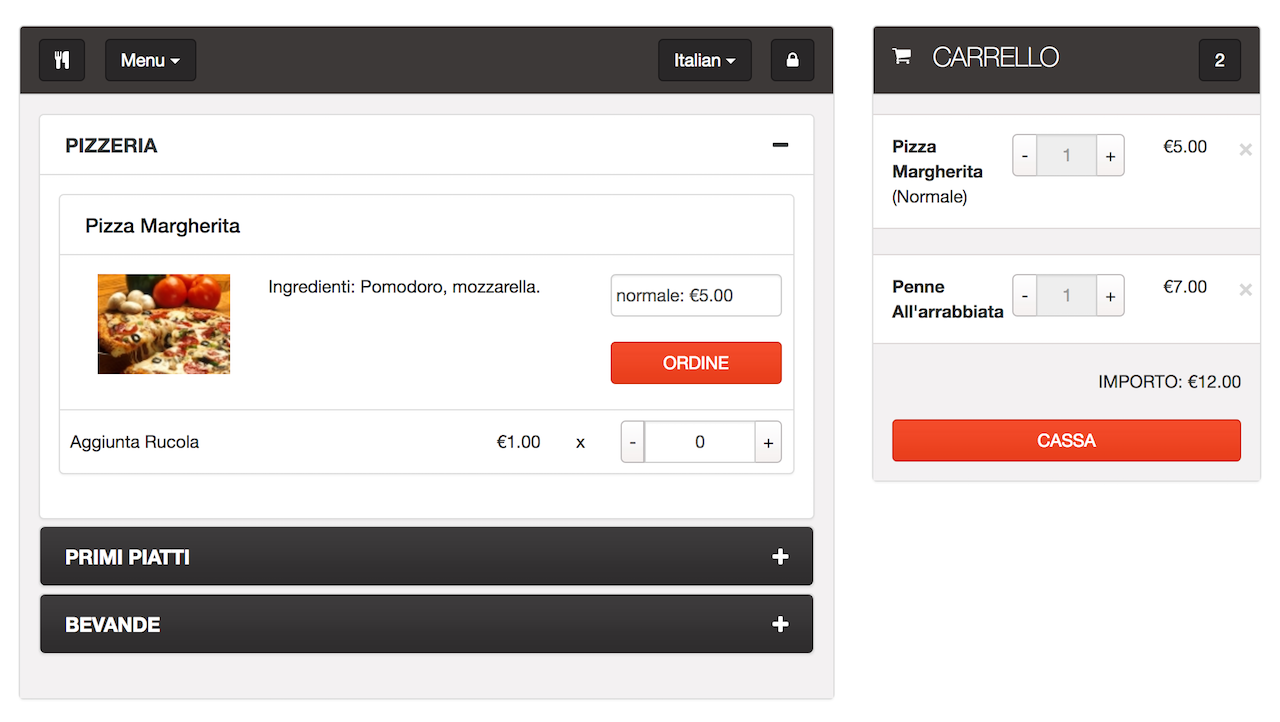 Menu
Italian
PIZZERIA
Pizza Margherita
Ingredienti: Pomodoro, mozzarella.
normale: €5.00
ORDINE
Aggiunta Rucola €1.00 x - 0 +
PRIMI PIATTI
BEVANDE
CARRELLO 2
Pizza
Margherita
(Normale)
- 1 + €5.00 ×
Penne
All'arrabbiata
- 1 + €7.00 ×
IMPORTO: €12.00
CASSA